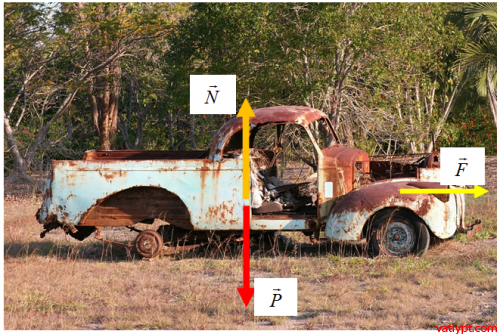 N⃗
F⃗
P⃗
vatlypt.com